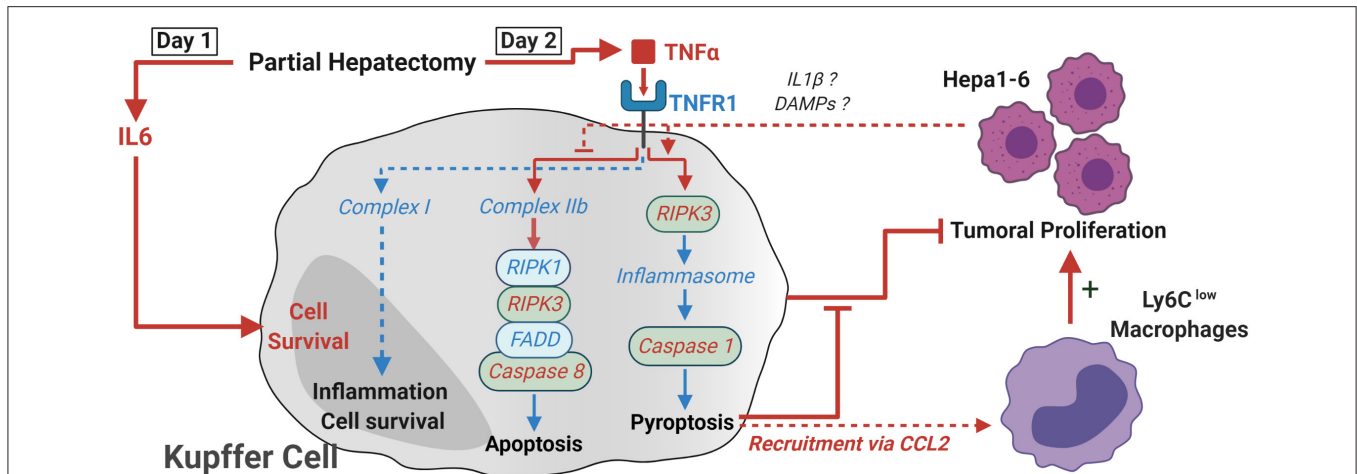 Day 1
Partial Hepatectomy
Day 2
TNFα
TNFR1
IL1β ?
DAMPs ?
Hepa1-6
IL6
Complex I
Complex IIb
RIPK3
RIPK1
RIPK3
FADD
Caspase 8
Inflammasome
Caspase 1
Tumoral Proliferation
+
Ly6C low
Macrophages
Cell
Survival
Inflammation
Cell survival
Apoptosis
Pyroptosis
Recruitment via CCL2
Kupffer Cell